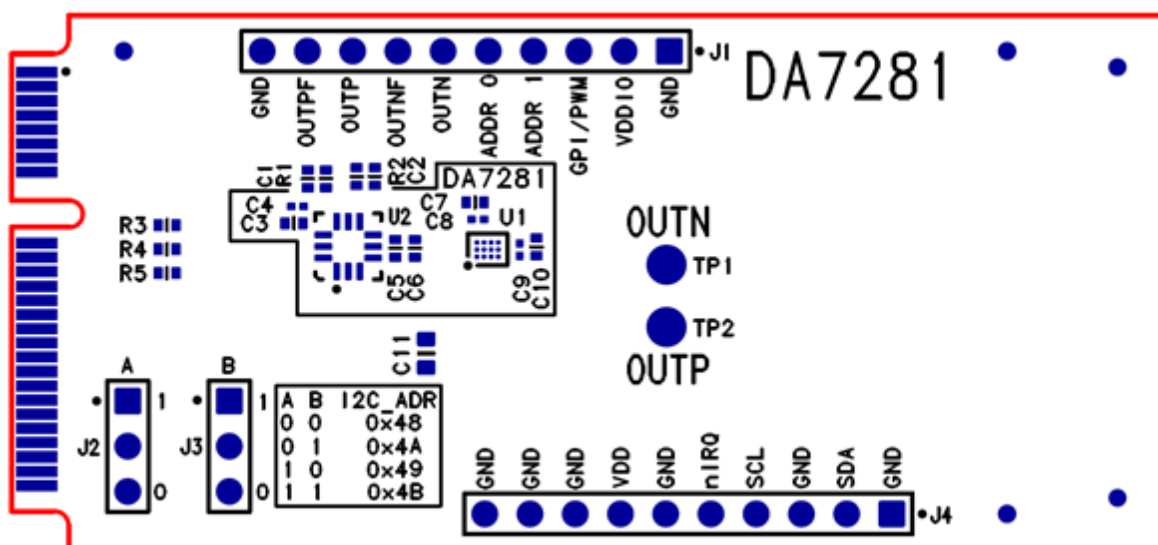 J1
DA7281
GND
OUTPF
OUTP
OUTNF
OUTN
ADDR 0
ADDR 1
GPI/PWM
VDDIO
GND
C1
R1
R2
C2
DA7281
C4
C3
U2
C7
C8
U1
R3
R4
R5
C5
C6
C9
C10
OUTN
TP1
TP2
OUTP
C11
A
B
1
J2
0
1
J3
0
A B I2C_ADR
0 0 0x48
0 1 0x4A
1 0 0x49
1 1 0x4B
GND
GND
GND
VDD
GND
nIRQ
SCL
GND
SDA
GND
J4